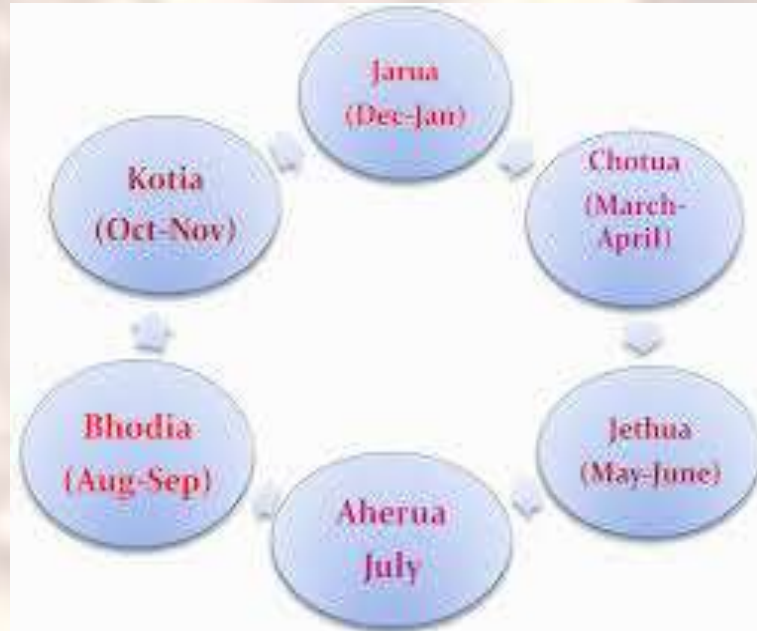 Jarua
(Dec-Jan)
Chotua
(March-
April)
Jethua
(May-June)
Aherua
July
Bhodia
(Aug-Sep)
Kotia
(Oct-Nov)